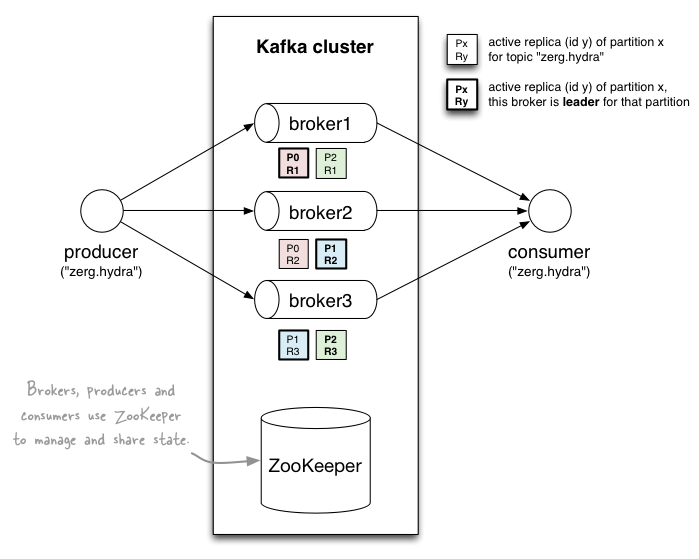 Kafka cluster
Px
Ry
active replica (id y) of partition x
for topic "zerg.hydra"
Px
Ry
active replica (id y) of partition x,
this broker is leader for that partition
broker1
P0
R1
P2
R1
broker2
P0
R2
P1
R2
broker3
P1
R3
P2
R3
producer
("zerg.hydra")
consumer
("zerg.hydra")
Brokers, producers and
consumers use ZooKeeper
to manage and share state.
ZooKeeper